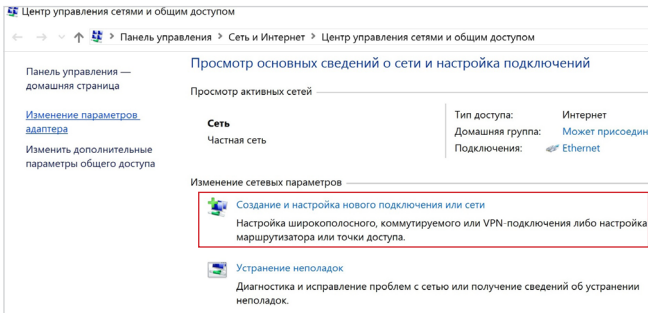 Центр управления сетями и общим доступом
Панель управления > Сеть и Интернет > Центр управления сетями и общим доступом
Панель управления — домашняя страница
Изменение параметров адаптера
Изменить дополнительные параметры общего доступа
Просмотр основных сведений о сети и настройка подключений
Просмотр активных сетей
Сеть
Частная сеть
Тип доступа: Интернет
Домашняя группа: Может присоедин
Подключения: Ethernet
Изменение сетевых параметров
Создание и настройка нового подключения или сети
Настройка широкополосного, коммутируемого или VPN-подключения либо настройка
маршрутизатора или точки доступа.
Устранение неполадок
Диагностика и исправление проблем с сетью или получение сведений об устранении
неполадок.